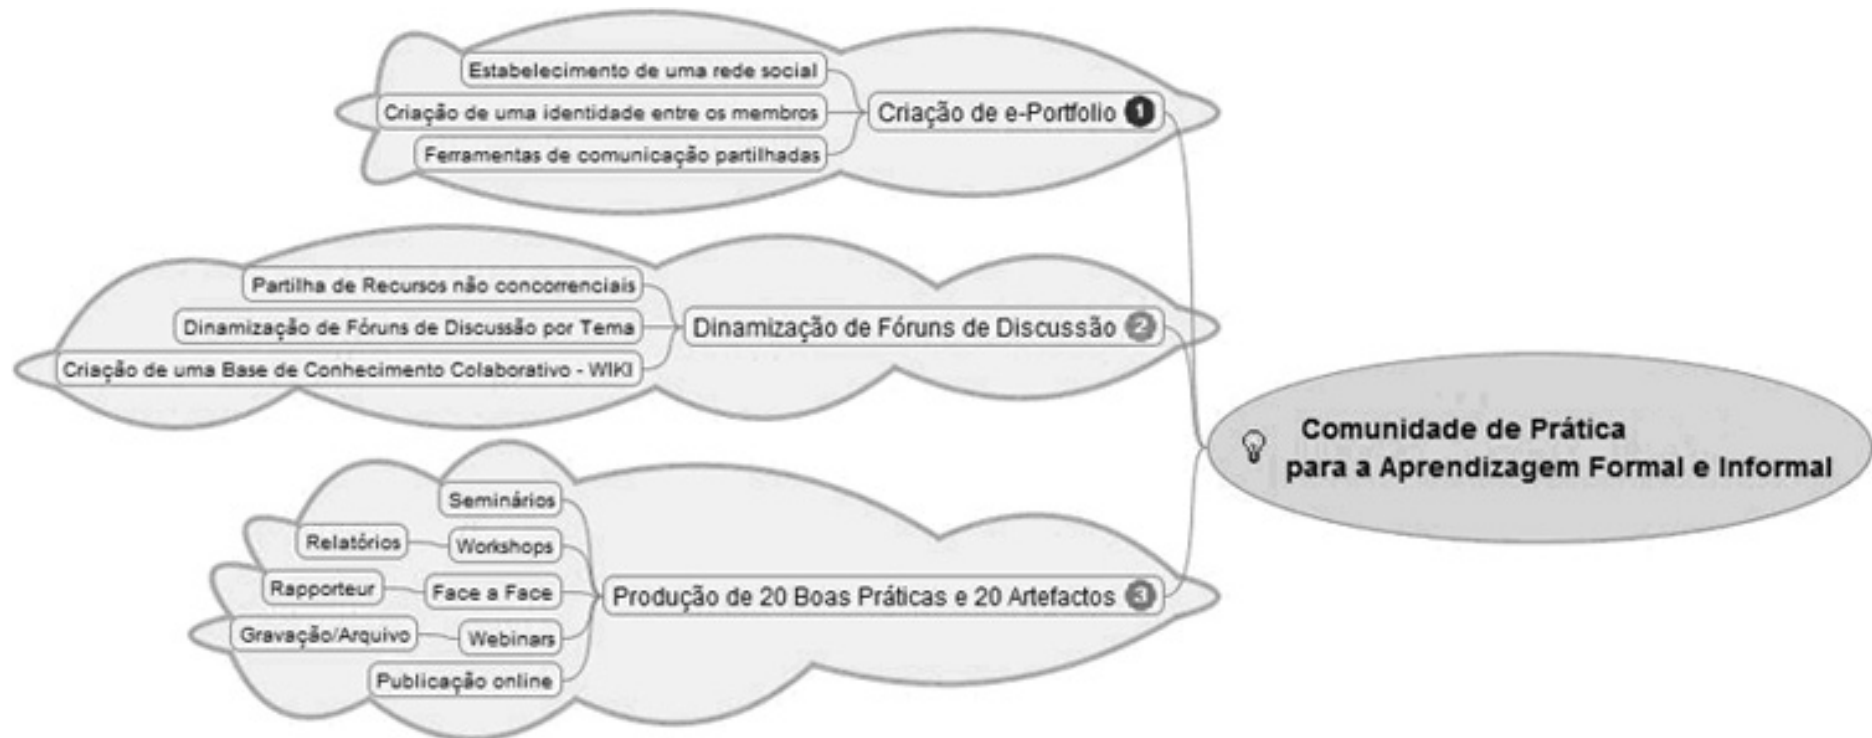 Estabelecimento de uma rede social
Criação de uma identidade entre os membros
Ferramentas de comunicação partilhadas
Criação de e-Portfolio 1
Partilha de Recursos não concorrenciais
Dinamização de Fóruns de Discussão por Tema
Criação de uma Base de Conhecimento Colaborativo - WIKI
Dinamização de Fóruns de Discussão 2
Seminários
Relatórios
Workshops
Rapporteur
Face a Face
Gravação/Arquivo
Webinars
Publicação online
Produção de 20 Boas Práticas e 20 Artefactos 3
Comunidade de Prática
para a Aprendizagem Formal e Informal